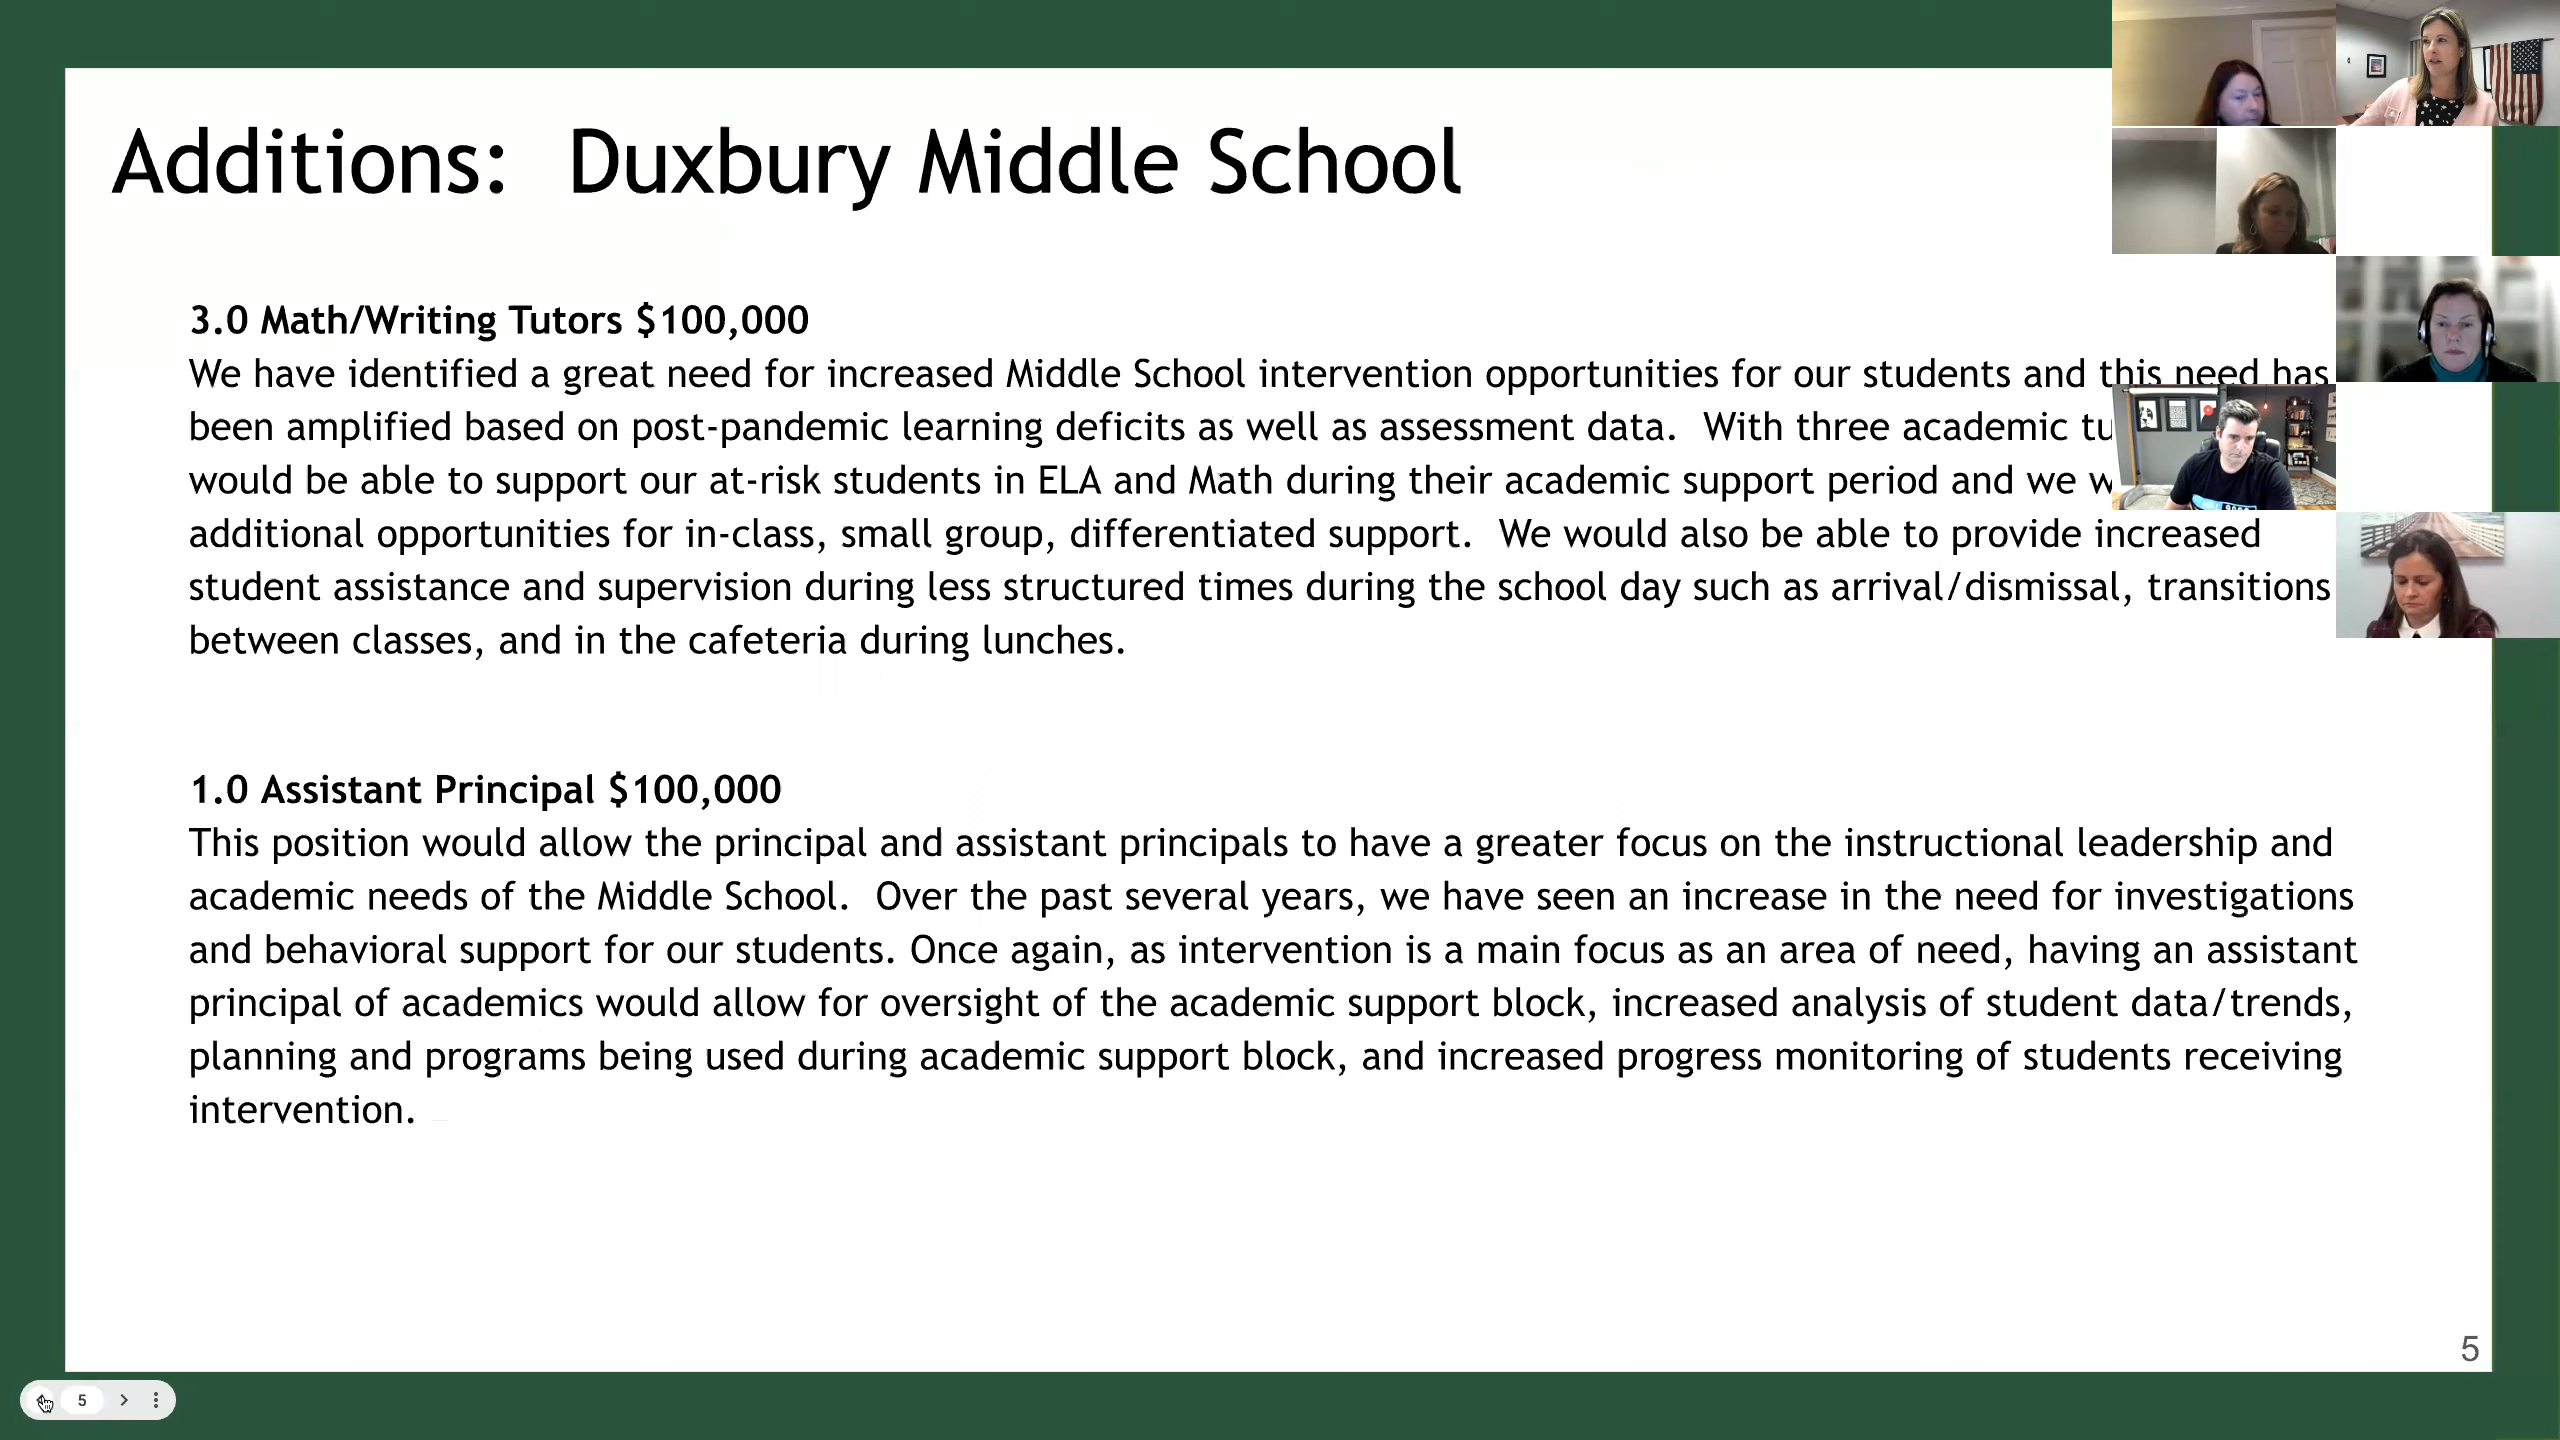 Additions: Duxbury Middle School
3.0 Math/Writing Tutors $100,000
We have identified a great need for increased Middle School intervention opportunities for our students and this need has
been amplified based on post-pandemic learning deficits as well as assessment data. With three academic
would be able to support our at-risk students in ELA and Math during their academic support period and we
additional opportunities for in-class, small group, differentiated support. We would also be able to provide increased
student assistance and supervision during less structured times during the school day such as arrival/dismissal, transitions
between classes, and in the cafeteria during lunches.
1.0 Assistant Principal $100,000
This position would allow the principal and assistant principals to have a greater focus on the instructional leadership and
academic needs of the Middle School. Over the past several years, we have seen an increase in the need for investigations
and behavioral support for our students. Once again, as intervention is a main focus as an area of need, having an assistant
principal of academics would allow for oversight of the academic support block, increased analysis of student data/trends,
planning and programs being used during academic support block, and increased progress monitoring of students receiving
intervention.
5
5